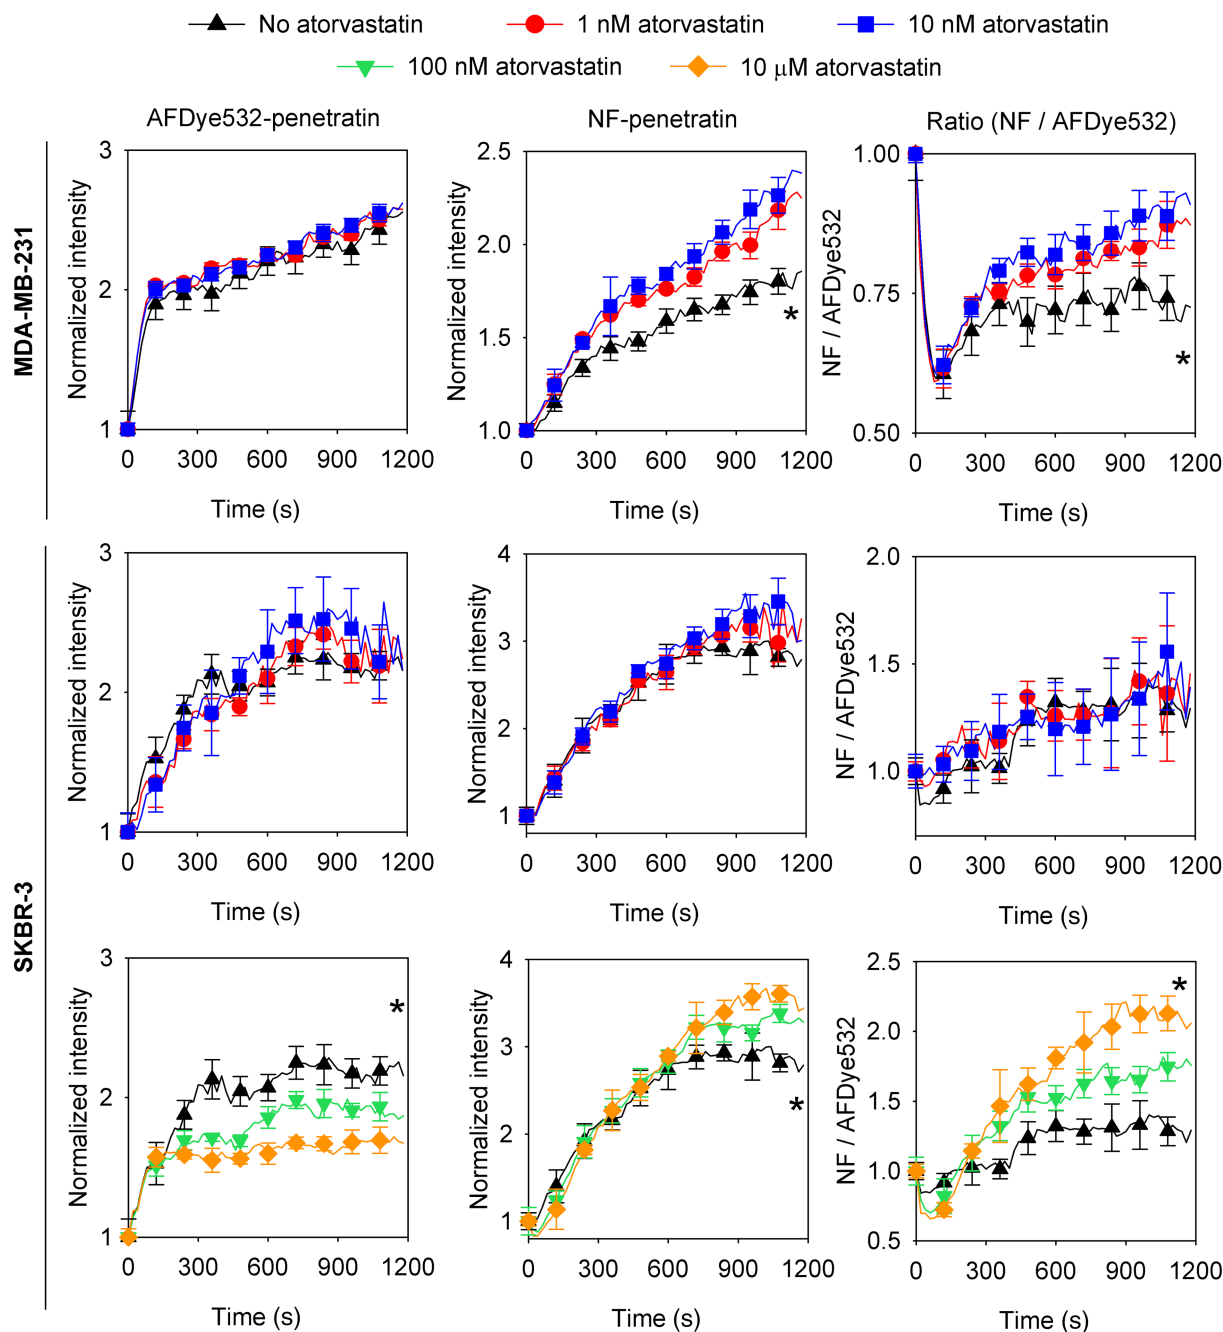 No atorvastatin 1 nM atorvastatin 10 nM atorvastatin
100 nM atorvastatin 10 μM atorvastatin
AFDye532-penetratin NF-penetratin Ratio (NF / AFDye532)
MDA-MB-231
Normalized intensity
3
2
1
0 300 600 900 1200
Time (s)
Normalized intensity
2.5
2.0
1.5
1.0
*
0 300 600 900 1200
Time (s)
NF / AFDye532
1.00
0.75
0.50
*
0 300 600 900 1200
Time (s)
SKBR-3
Normalized intensity
3
2
1
0 300 600 900 1200
Time (s)
Normalized intensity
4
3
2
1
0 300 600 900 1200
Time (s)
NF / AFDye532
2.0
1.5
1.0
0 300 600 900 1200
Time (s)
Normalized intensity
3
2
1
*
0 300 600 900 1200
Time (s)
Normalized intensity
4
3
2
1
*
0 300 600 900 1200
Time (s)
NF / AFDye532
2.5
2.0
1.5
1.0
0.5
*
0 300 600 900 1200
Time (s)